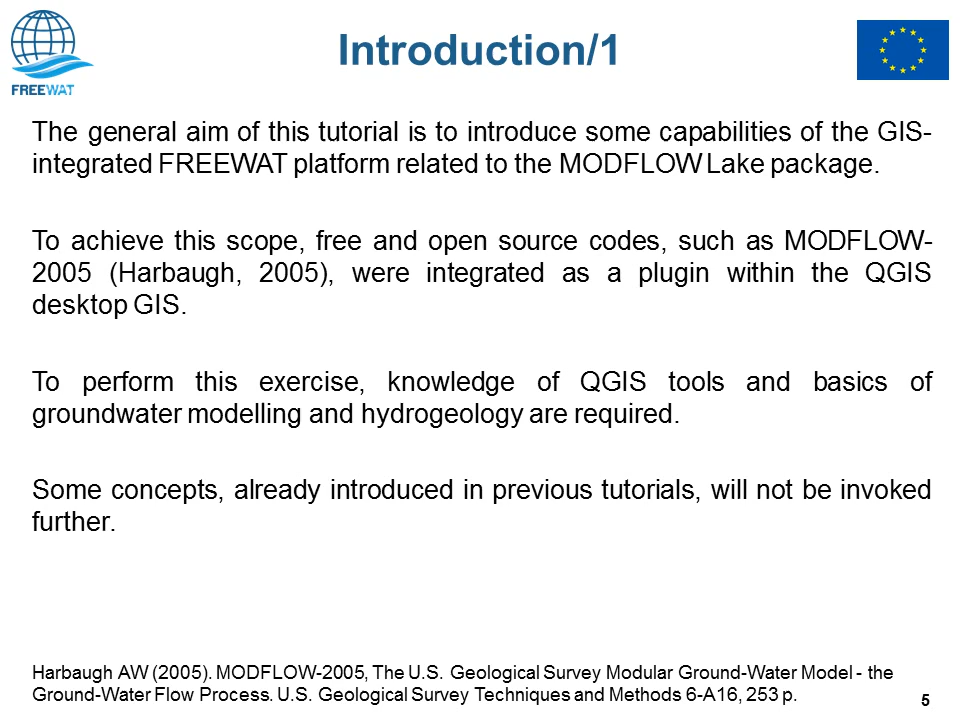 Introduction/1
FREEWAT
The general aim of this tutorial is to introduce some capabilities of the GIS-
integrated FREEWAT platform related to the MODFLOW Lake package.
To achieve this scope, free and open source codes, such as MODFLOW-
2005 (Harbaugh, 2005), were integrated as a plugin within the QGIS
desktop GIS.
To perform this exercise, knowledge of QGIS tools and basics of
groundwater modelling and hydrogeology are required.
Some concepts, already introduced in previous tutorials, will not be invoked
further.
Harbaugh AW (2005). MODFLOW-2005, The U.S. Geological Survey Modular Ground-Water Model - the
Ground-Water Flow Process. U.S. Geological Survey Techniques and Methods 6-A16, 253 p.
5